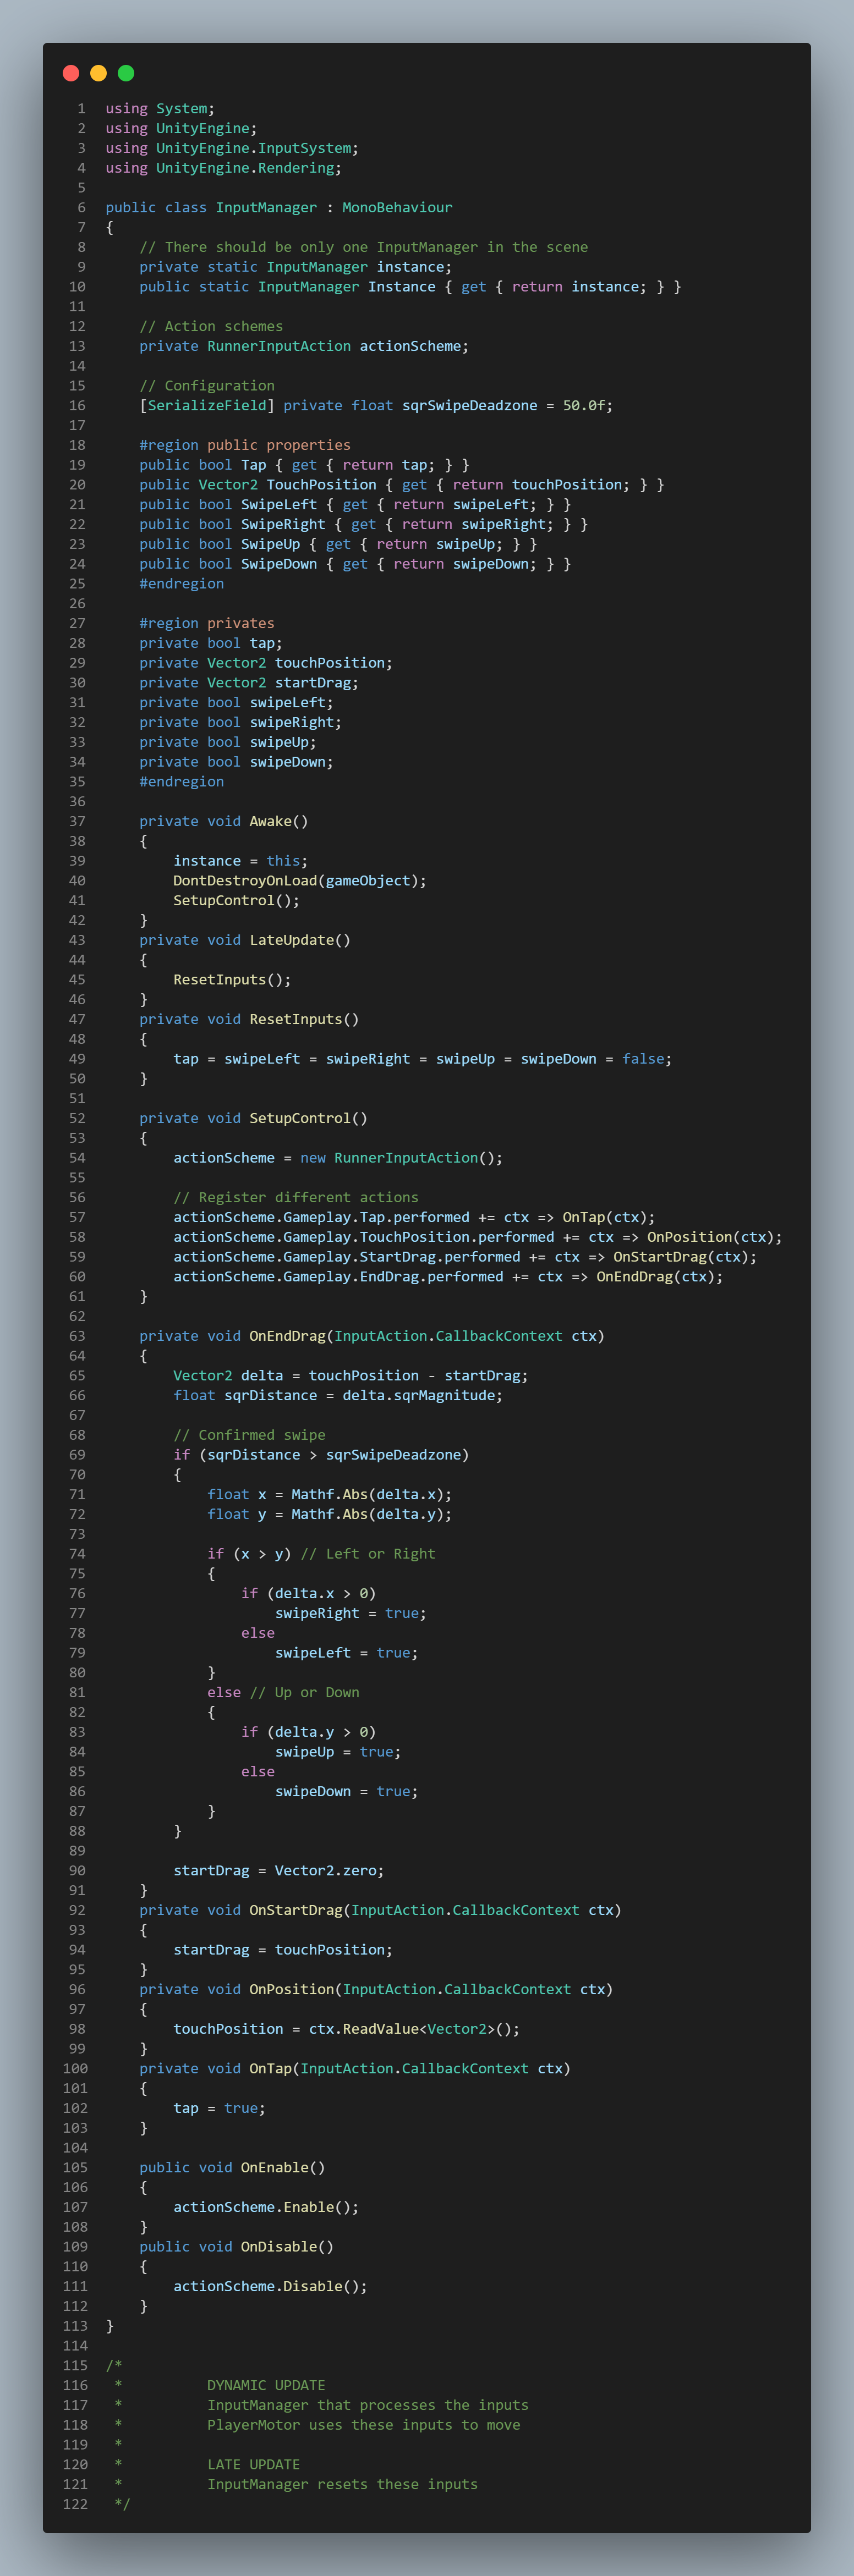 1 using System;
2 using UnityEngine;
3 using UnityEngine.InputSystem;
4 using UnityEngine.Rendering;
5
6 public class InputManager : MonoBehaviour
7 {
8     // There should be only one InputManager in the scene
9     private static InputManager instance;
10     public static InputManager Instance { get { return instance; } }
11
12     // Action schemes
13     private RunnerInputAction actionScheme;
14
15     // Configuration
16     [SerializeField] private float sqrSwipeDeadzone = 50.0f;
17
18     #region public properties
19     public bool Tap { get { return tap; } }
20     public Vector2 TouchPosition { get { return touchPosition; } }
21     public bool SwipeLeft { get { return swipeLeft; } }
22     public bool SwipeRight { get { return swipeRight; } }
23     public bool SwipeUp { get { return swipeUp; } }
24     public bool SwipeDown { get { return swipeDown; } }
25     #endregion
26
27     #region privates
28     private bool tap;
29     private Vector2 touchPosition;
30     private Vector2 startDrag;
31     private bool swipeLeft;
32     private bool swipeRight;
33     private bool swipeUp;
34     private bool swipeDown;
35     #endregion
36
37     private void Awake()
38     {
39         instance = this;
40         DontDestroyOnLoad(gameObject);
41         SetupControl();
42     }
43     private void LateUpdate()
44     {
45         ResetInputs();
46     }
47     private void ResetInputs()
48     {
49         tap = swipeLeft = swipeRight = swipeUp = swipeDown = false;
50     }
51
52     private void SetupControl()
53     {
54         actionScheme = new RunnerInputAction();
55
56         // Register different actions
57         actionScheme.Gameplay.Tap.performed += ctx => OnTap(ctx);
58         actionScheme.Gameplay.TouchPosition.performed += ctx => OnPosition(ctx);
59         actionScheme.Gameplay.StartDrag.performed += ctx => OnStartDrag(ctx);
60         actionScheme.Gameplay.EndDrag.performed += ctx => OnEndDrag(ctx);
61     }
62
63     private void OnEndDrag(InputAction.CallbackContext ctx)
64     {
65         Vector2 delta = touchPosition - startDrag;
66         float sqrDistance = delta.sqrMagnitude;
67
68         // Confirmed swipe
69         if (sqrDistance > sqrSwipeDeadzone)
70         {
71             float x = Mathf.Abs(delta.x);
72             float y = Mathf.Abs(delta.y);
73
74             if (x > y) // Left or Right
75             {
76                 if (delta.x > 0)
77                     swipeRight = true;
78                 else
79                     swipeLeft = true;
80             }
81             else // Up or Down
82             {
83                 if (delta.y > 0)
84                     swipeUp = true;
85                 else
86                     swipeDown = true;
87             }
88         }
89
90         startDrag = Vector2.zero;
91     }
92     private void OnStartDrag(InputAction.CallbackContext ctx)
93     {
94         startDrag = touchPosition;
95     }
96     private void OnPosition(InputAction.CallbackContext ctx)
97     {
98         touchPosition = ctx.ReadValue<Vector2>();
99     }
100     private void OnTap(InputAction.CallbackContext ctx)
101     {
102         tap = true;
103     }
104
105     public void OnEnable()
106     {
107         actionScheme.Enable();
108     }
109     public void OnDisable()
110     {
111         actionScheme.Disable();
112     }
113 }
114
115 /*
116  *          DYNAMIC UPDATE
117  *          InputManager that processes the inputs
118  *          PlayerMotor uses these inputs to move
119  *
120  *          LATE UPDATE
121  *          InputManager resets these inputs
122  */